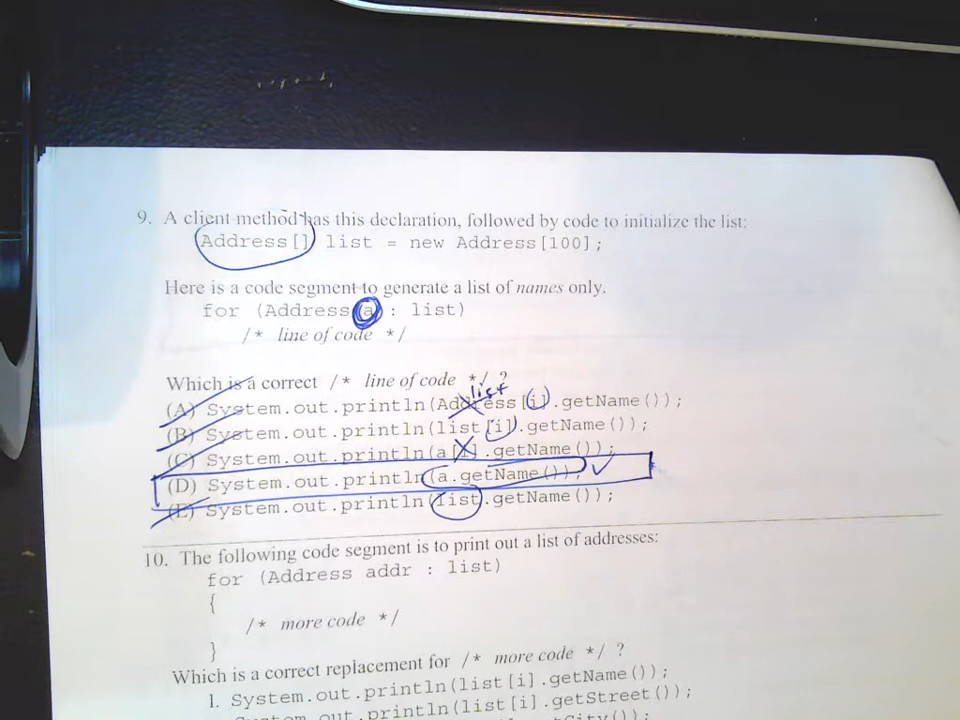 9. A client method has this declaration, followed by code to initialize the list:
Address[] list = new Address[100];
Here is a code segment to generate a list of names only.
for (Address a : list)
/* line of code */
Which is a correct /* line of code */ ?
list
(A) System.out.println(Address[i].getName());
(B) System.out.println(list[i].getName());
(C) System.out.println(a[i].getName());
(D) System.out.println(a.getName());
(E) System.out.println(list.getName());
10. The following code segment is to print out a list of addresses:
for (Address addr : list)
{
/* more code */
}
Which is a correct replacement for /* more code */ ?
I. System.out.println(list[i].getName());
System.out.println(list[i].getStreet());